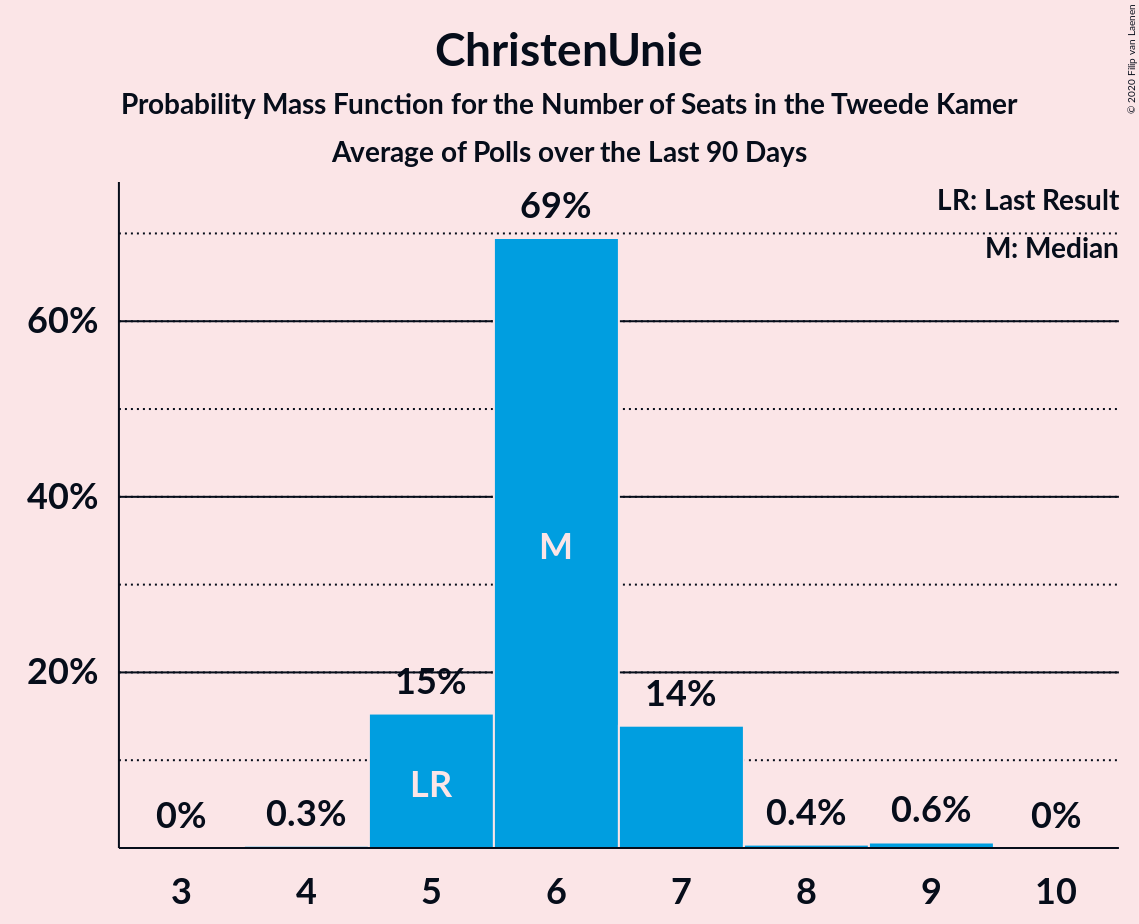 ChristenUnie
Probability Mass Function for the Number of Seats in the Tweede Kamer
Average of Polls over the Last 90 Days
© 2020 Filip van Laenen
LR: Last Result
M: Median
60%
40%
20%
0%
0.3%
15%
69%
14%
0.4%
0.6%
0%
LR
M
3 4 5 6 7 8 9 10